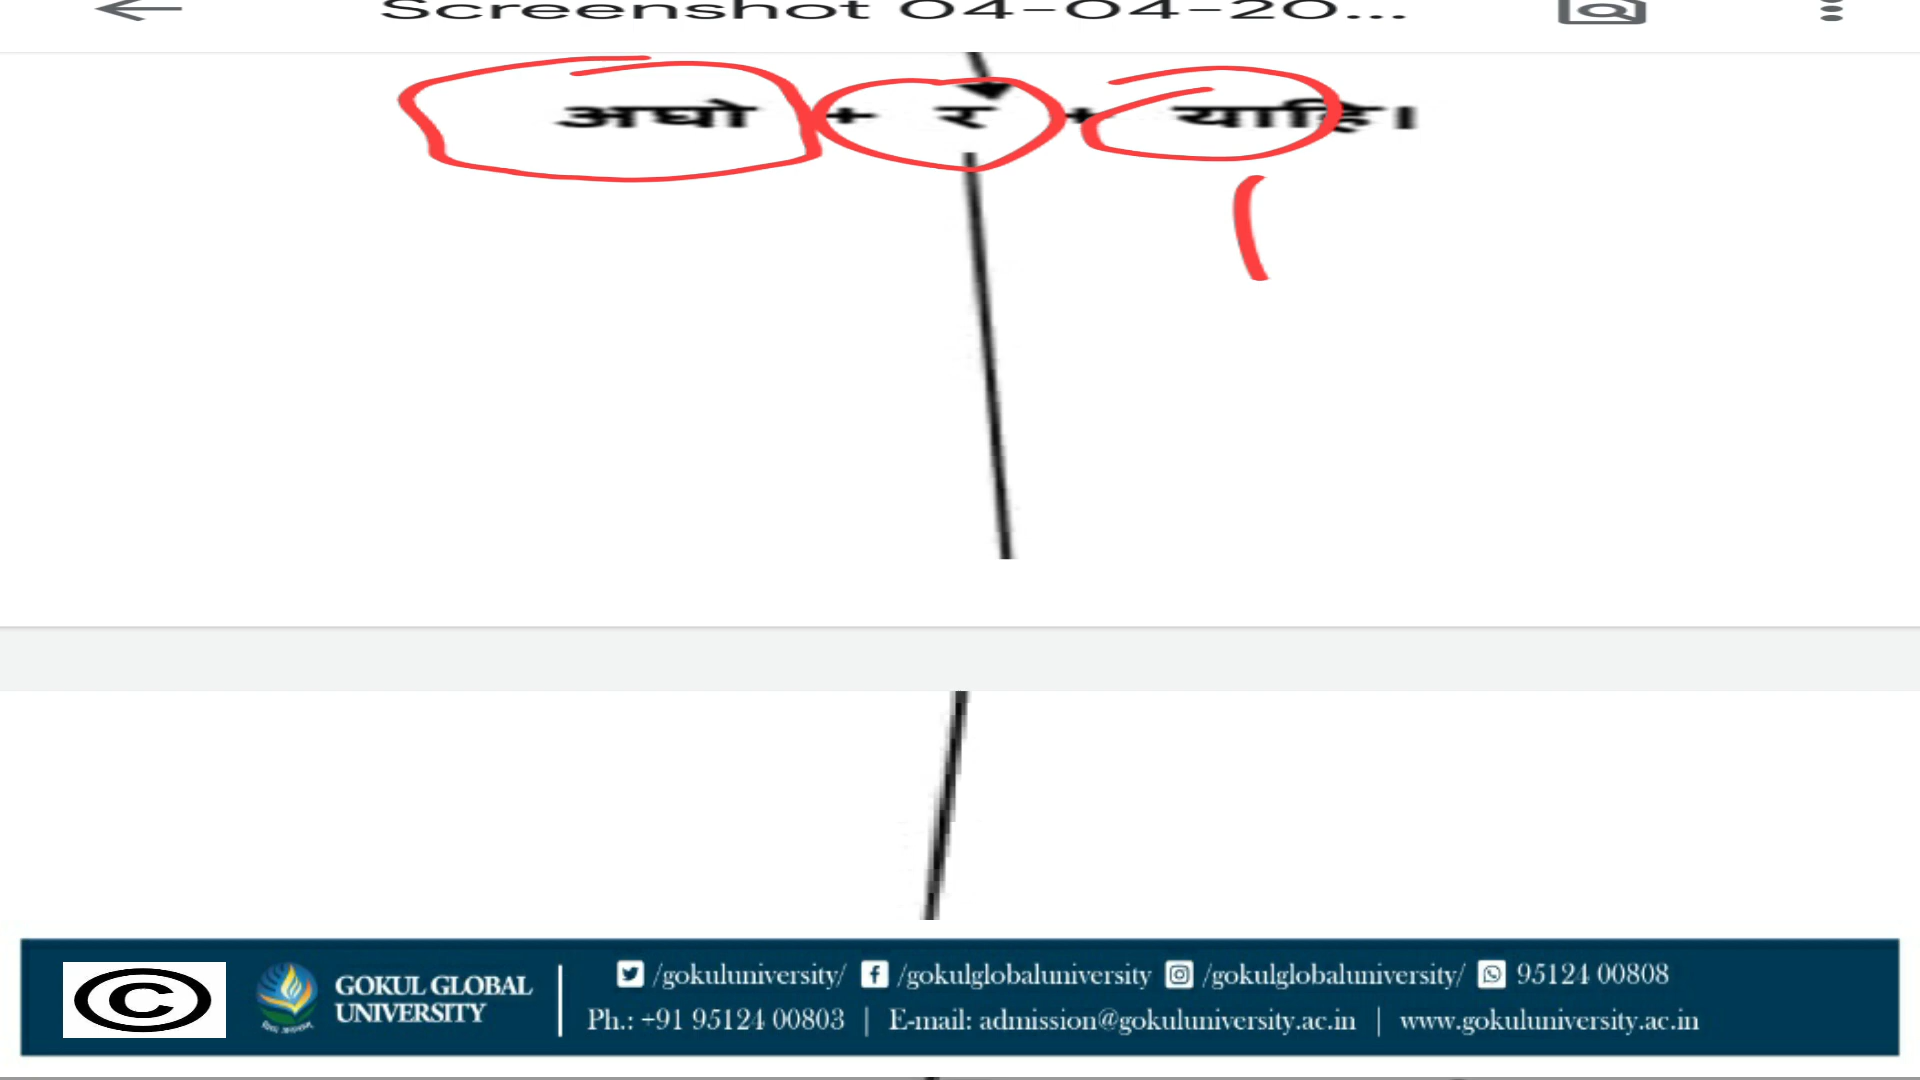 Screenshot 04-04-20...
अघो + र + याहि।
©
GOKUL GLOBAL UNIVERSITY
/gokuluniversity/ /gokulglobaluniversity /gokulglobaluniversity/ 95124 00808
Ph.: +91 95124 00803 | E-mail: admission@gokuluniversity.ac.in | www.gokuluniversity.ac.in